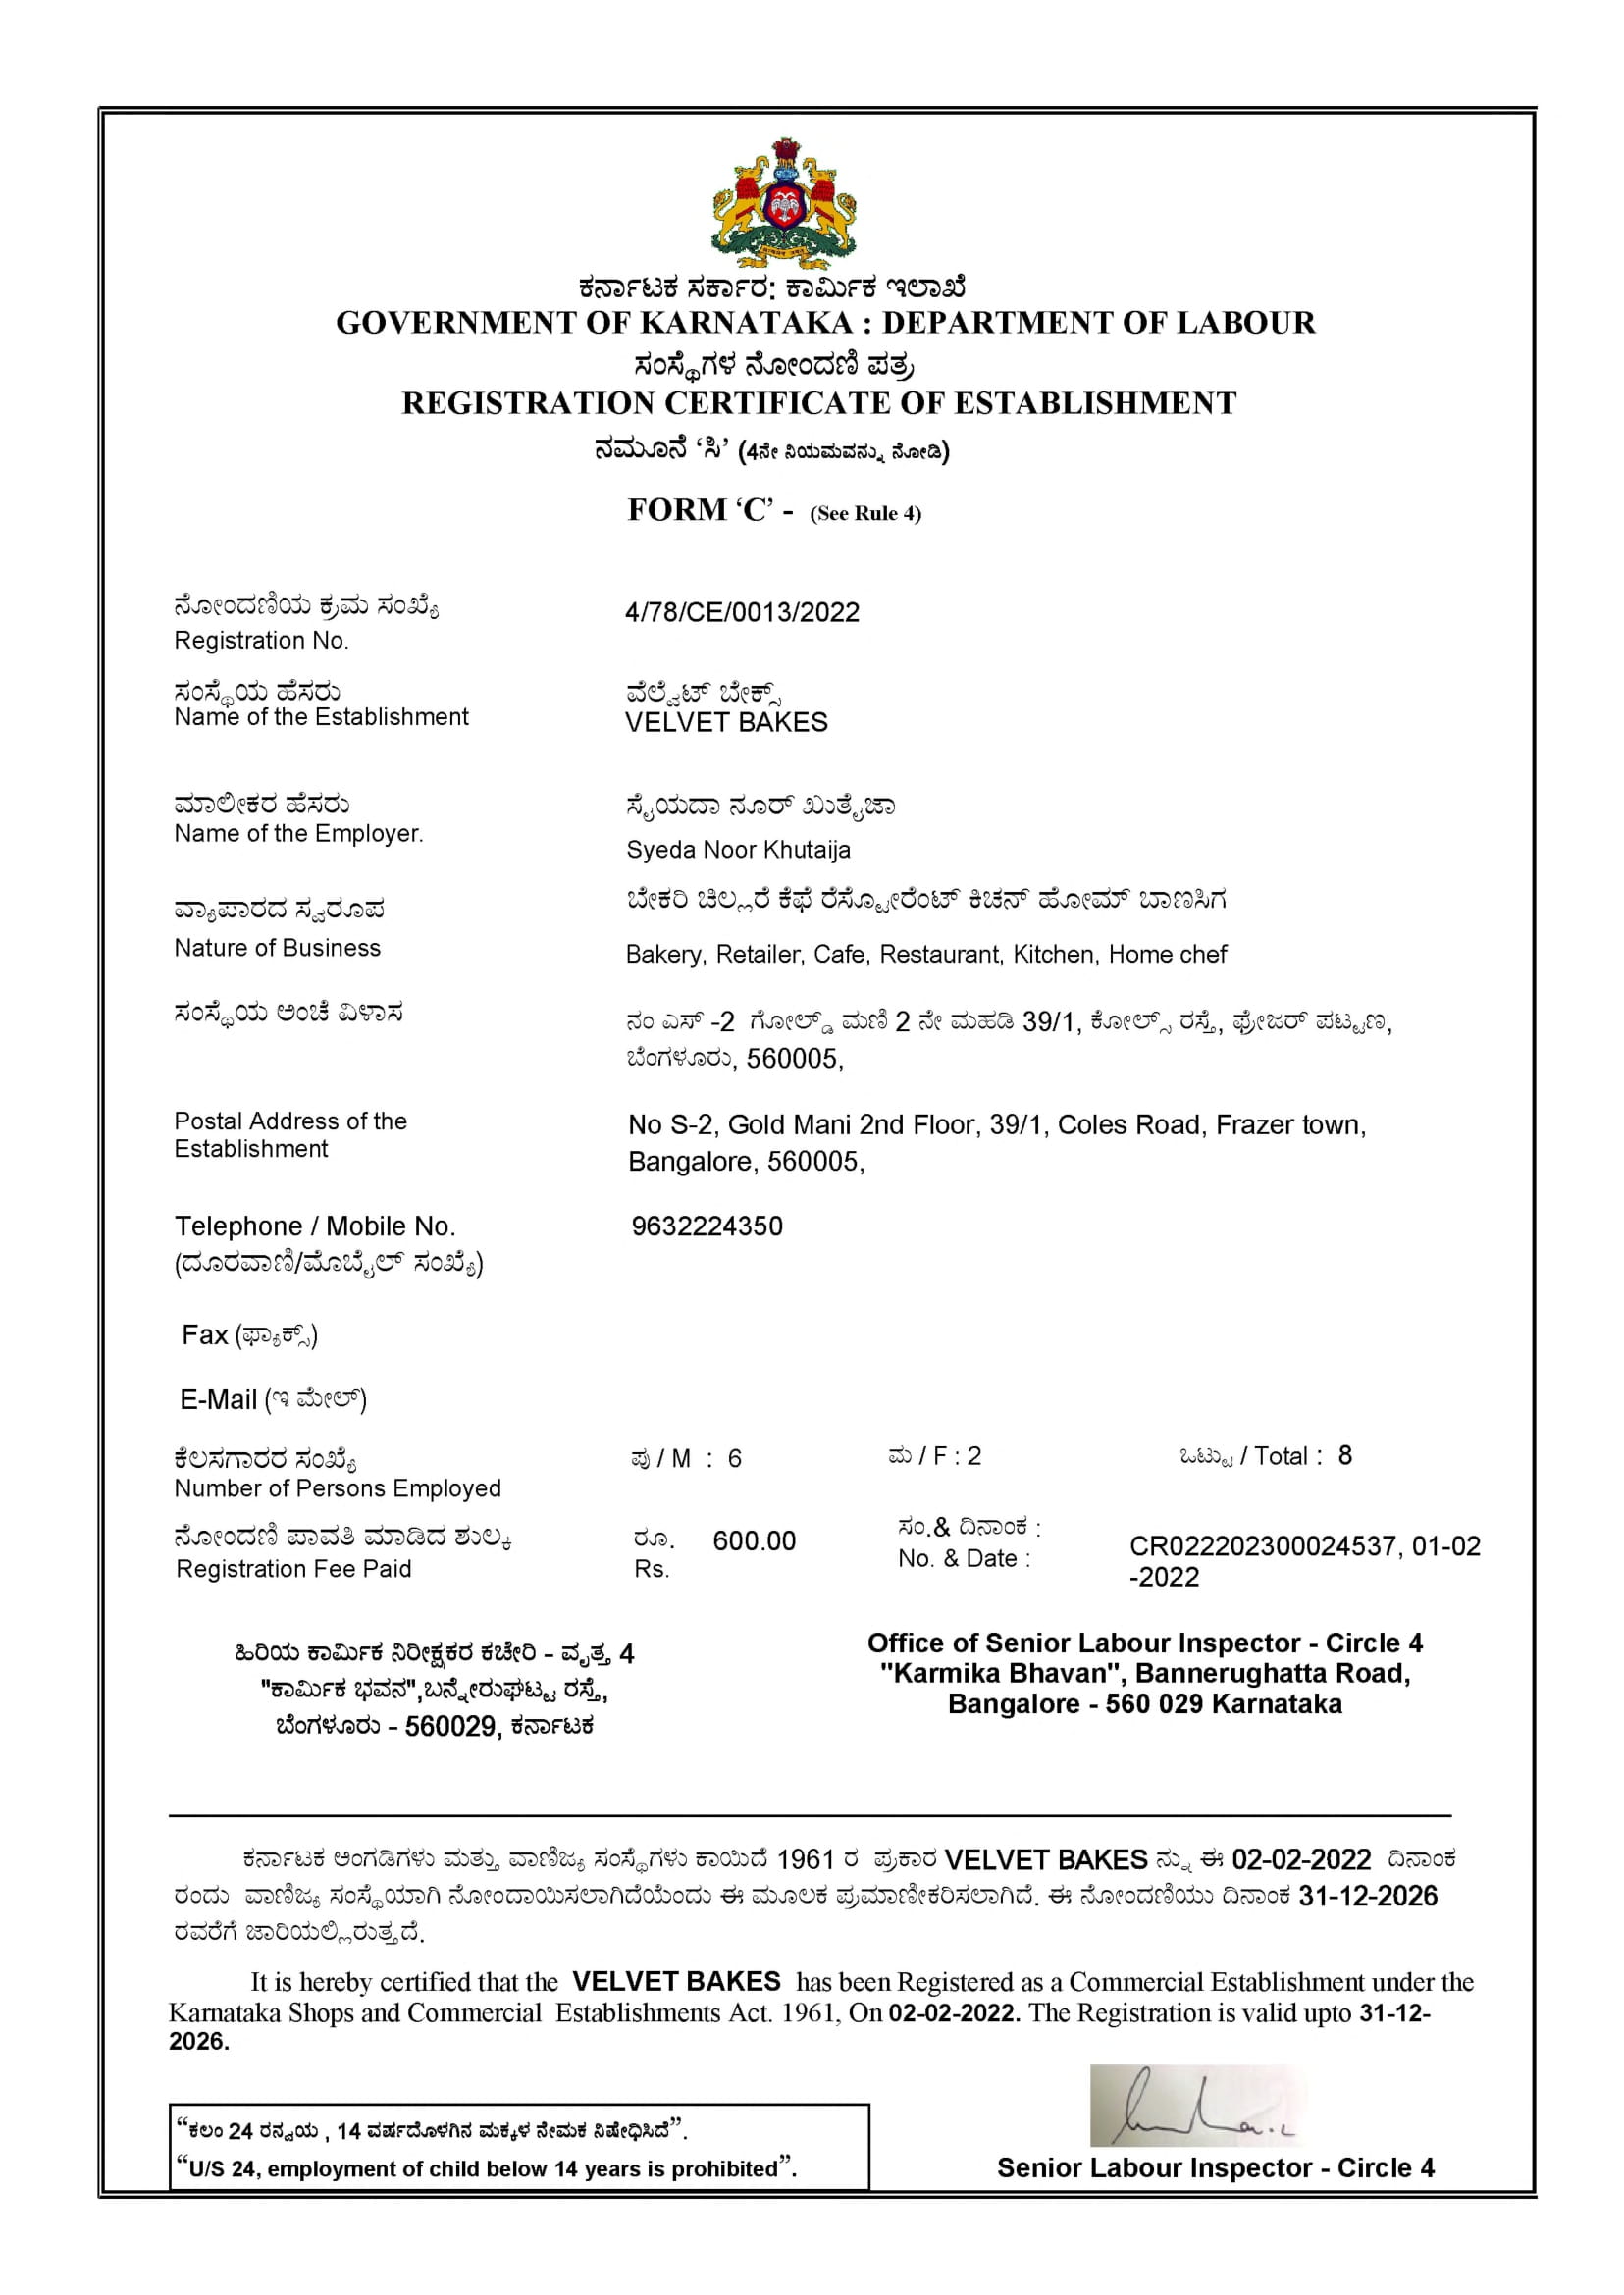 ಕರ್ನಾಟಕ ಸರ್ಕಾರ: ಕಾರ್ಮಿಕ ಇಲಾಖೆ
GOVERNMENT OF KARNATAKA : DEPARTMENT OF LABOUR
ಸಂಸ್ಥೆಗಳ ನೋಂದಣಿ ಪತ್ರ
REGISTRATION CERTIFICATE OF ESTABLISHMENT
ನಮೂನೆ ‘ಸಿ’ (4ನೇ ನಿಯಮವನ್ನು ನೋಡಿ)
FORM ‘C’ - (See Rule 4)
ನೋಂದಣಿಯ ಕ್ರಮ ಸಂಖ್ಯೆ
4/78/CE/0013/2022
Registration No.
ಸಂಸ್ಥೆಯ ಹೆಸರು ವೆಲ್ವೆಟ್ ಬೇಕ್ಸ್
Name of the Establishment VELVET BAKES
ಮಾಲೀಕರ ಹೆಸರು ಸೈಯದಾ ನೂರ್ ಖುತೈಜಾ
Name of the Employer. Syeda Noor Khutaija
ವ್ಯಾಪಾರದ ಸ್ವರೂಪ ಬೇಕರಿ ಚಿಲ್ಲರೆ ಕೆಫೆ ರೆಸ್ಟೋರೆಂಟ್ ಕಿಚನ್ ಹೋಮ್ ಬಾಣಸಿಗ
Nature of Business Bakery, Retailer, Cafe, Restaurant, Kitchen, Home chef
ಸಂಸ್ಥೆಯ ಅಂಚೆ ವಿಳಾಸ ನಂ ಎಸ್ -2 ಗೋಲ್ಡ್ ಮಣಿ 2 ನೇ ಮಹಡಿ 39/1, ಕೋಲ್ಸ್ ರಸ್ತೆ, ಫ್ರೇಜರ್ ಪಟ್ಟಣ,
ಬೆಂಗಳೂರು, 560005,
Postal Address of the No S-2, Gold Mani 2nd Floor, 39/1, Coles Road, Frazer town,
Establishment Bangalore, 560005,
Telephone / Mobile No. 9632224350
(ದೂರವಾಣಿ/ಮೊಬೈಲ್ ಸಂಖ್ಯೆ)
Fax (ಫ್ಯಾಕ್ಸ್)
E-Mail (ಇ ಮೇಲ್)
ಕೆಲಸಗಾರರ ಸಂಖ್ಯೆ ಪು / M : 6 ಮ / F : 2 ಒಟ್ಟು / Total : 8
Number of Persons Employed
ನೋಂದಣಿ ಪಾವತಿ ಮಾಡಿದ ಶುಲ್ಕ ರೂ. 600.00 ಸಂ.& ದಿನಾಂಕ :
Registration Fee Paid Rs. No. & Date : CR022202300024537, 01-02
-2022
ಹಿರಿಯ ಕಾರ್ಮಿಕ ನಿರೀಕ್ಷಕರ ಕಚೇರಿ - ವೃತ್ತ 4
"ಕಾರ್ಮಿಕ ಭವನ",ಬನ್ನೇರುಘಟ್ಟ ರಸ್ತೆ,
ಬೆಂಗಳೂರು - 560029, ಕರ್ನಾಟಕ
Office of Senior Labour Inspector - Circle 4
"Karmika Bhavan", Bannerughatta Road,
Bangalore - 560 029 Karnataka
ಕರ್ನಾಟಕ ಅಂಗಡಿಗಳು ಮತ್ತು ವಾಣಿಜ್ಯ ಸಂಸ್ಥೆಗಳು ಕಾಯಿದೆ 1961 ರ ಪ್ರಕಾರ VELVET BAKES ನ್ನು ಈ 02-02-2022 ದಿನಾಂಕ
ರಂದು ವಾಣಿಜ್ಯ ಸಂಸ್ಥೆಯಾಗಿ ನೋಂದಾಯಿಸಲಾಗಿದೆಯೆಂದು ಈ ಮೂಲಕ ಪ್ರಮಾಣೀಕರಿಸಲಾಗಿದೆ. ಈ ನೋಂದಣಿಯು ದಿನಾಂಕ 31-12-2026
ರವರೆಗೆ ಜಾರಿಯಲ್ಲಿರುತ್ತದೆ.
It is hereby certified that the VELVET BAKES has been Registered as a Commercial Establishment under the
Karnataka Shops and Commercial Establishments Act. 1961, On 02-02-2022. The Registration is valid upto 31-12-
2026.
“ಕಲಂ 24 ರನ್ವಯ , 14 ವರ್ಷದೊಳಗಿನ ಮಕ್ಕಳ ನೇಮಕ ನಿಷೇಧಿಸಿದೆ”.
“U/S 24, employment of child below 14 years is prohibited”.
Senior Labour Inspector - Circle 4